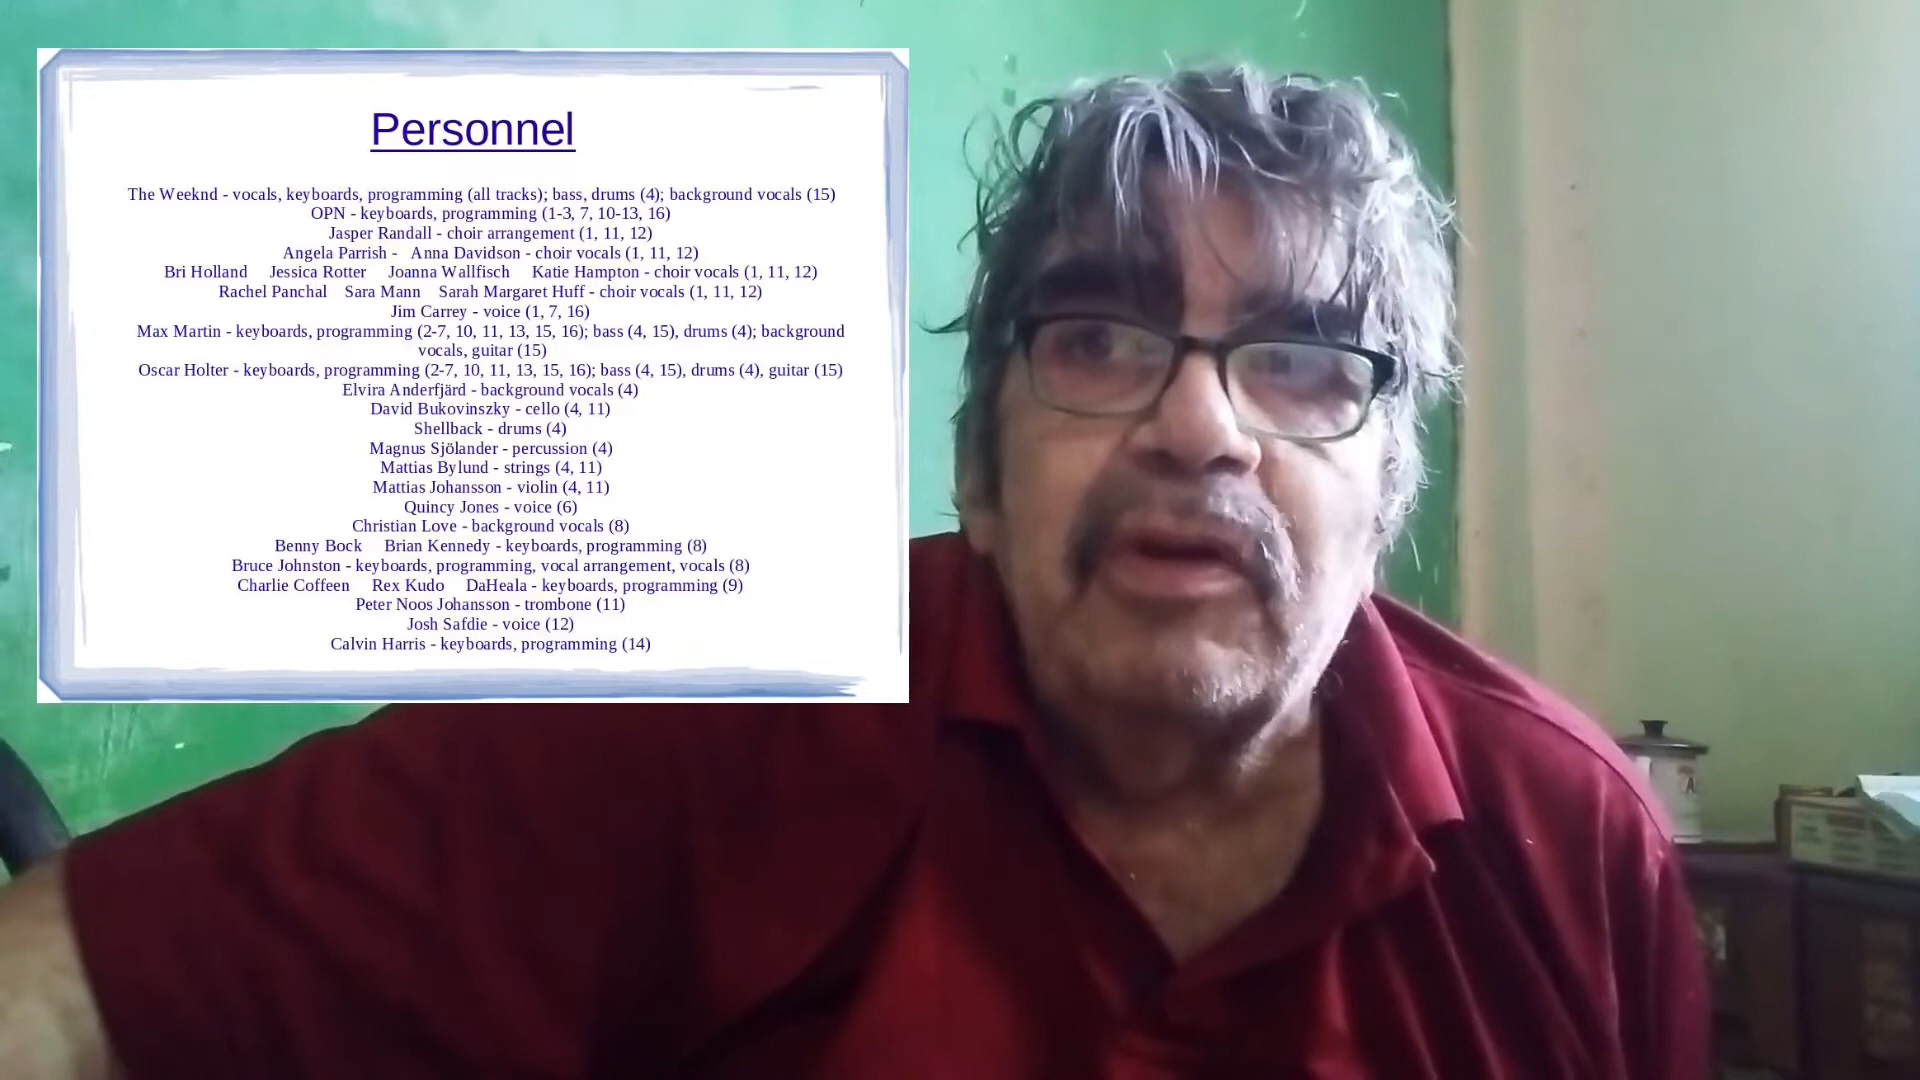 Personnel
The Weeknd - vocals, keyboards, programming (all tracks); bass, drums (4); background vocals (15)
OPN - keyboards, programming (1-3, 7, 10-13, 16)
Jasper Randall - choir arrangement (1, 11, 12)
Angela Parrish - Anna Davidson - choir vocals (1, 11, 12)
Bri Holland Jessica Rotter Joanna Wallfisch Katie Hampton - choir vocals (1, 11, 12)
Rachel Panchal Sara Mann Sarah Margaret Huff - choir vocals (1, 11, 12)
Jim Carrey - voice (1, 7, 16)
Max Martin - keyboards, programming (2-7, 10, 11, 13, 15, 16); bass (4, 15), drums (4); background
vocals, guitar (15)
Oscar Holter - keyboards, programming (2-7, 10, 11, 13, 15, 16); bass (4, 15), drums (4), guitar (15)
Elvira Anderfjärd - background vocals (4)
David Bukovinszky - cello (4, 11)
Shellback - drums (4)
Magnus Sjölander - percussion (4)
Mattias Bylund - strings (4, 11)
Mattias Johansson - violin (4, 11)
Quincy Jones - voice (6)
Christian Love - background vocals (8)
Benny Bock Brian Kennedy - keyboards, programming (8)
Bruce Johnston - keyboards, programming, vocal arrangement, vocals (8)
Charlie Coffeen Rex Kudo DaHeala - keyboards, programming (9)
Peter Noos Johansson - trombone (11)
Josh Safdie - voice (12)
Calvin Harris - keyboards, programming (14)